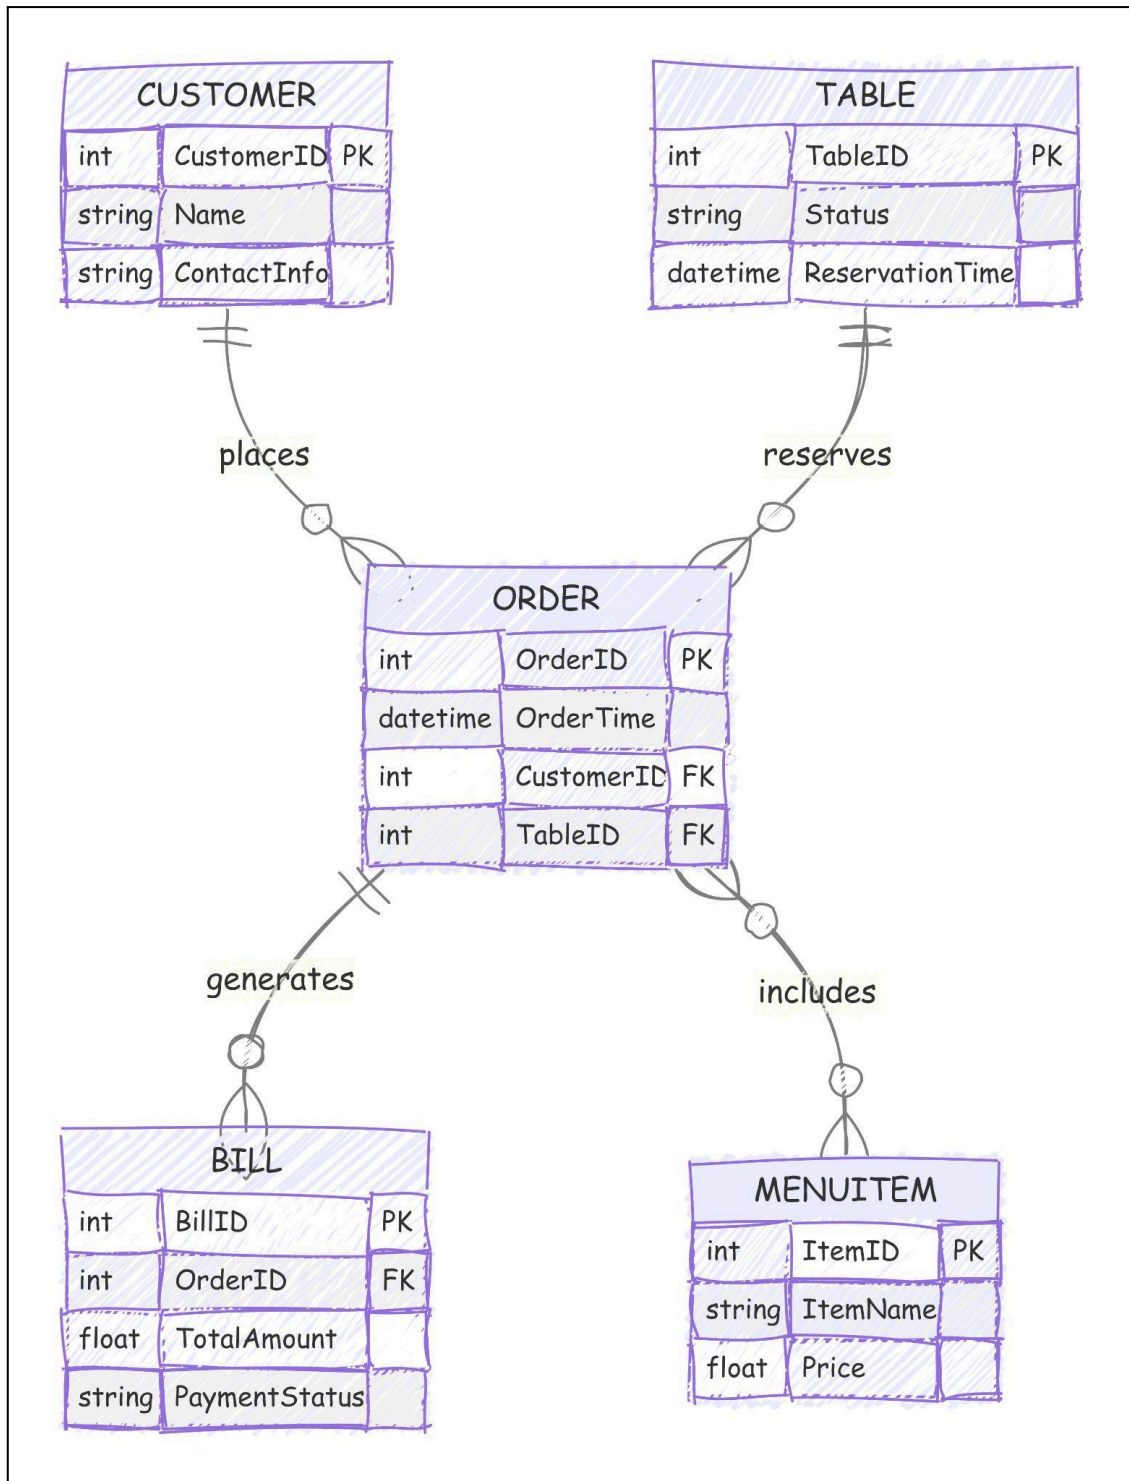 CUSTOMER
int CustomerID PK
string Name
string ContactInfo
TABLE
int TableID PK
string Status
datetime ReservationTime
places
reserves
ORDER
int OrderID PK
datetime OrderTime
int CustomerID FK
int TableID FK
generates
includes
BILL
int BillID PK
int OrderID FK
float TotalAmount
string PaymentStatus
MENUITEM
int ItemID PK
string ItemName
float Price